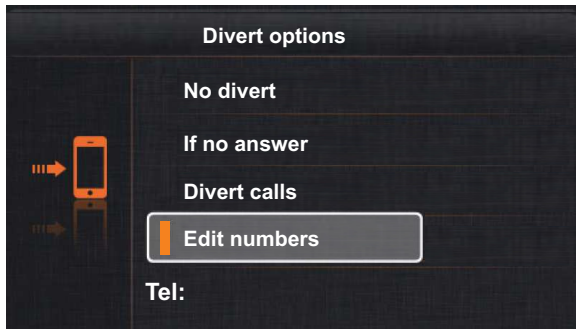 Divert options
No divert
If no answer
Divert calls
Edit numbers
Tel: